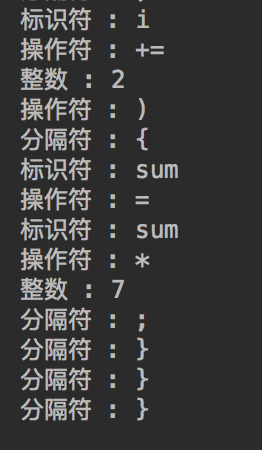 标识符 : i
操作符 : +=
整数 : 2
操作符 : )
分隔符 : {
标识符 : sum
操作符 : =
标识符 : sum
操作符 : *
整数 : 7
分隔符 : ;
分隔符 : }
分隔符 : }
分隔符 : }